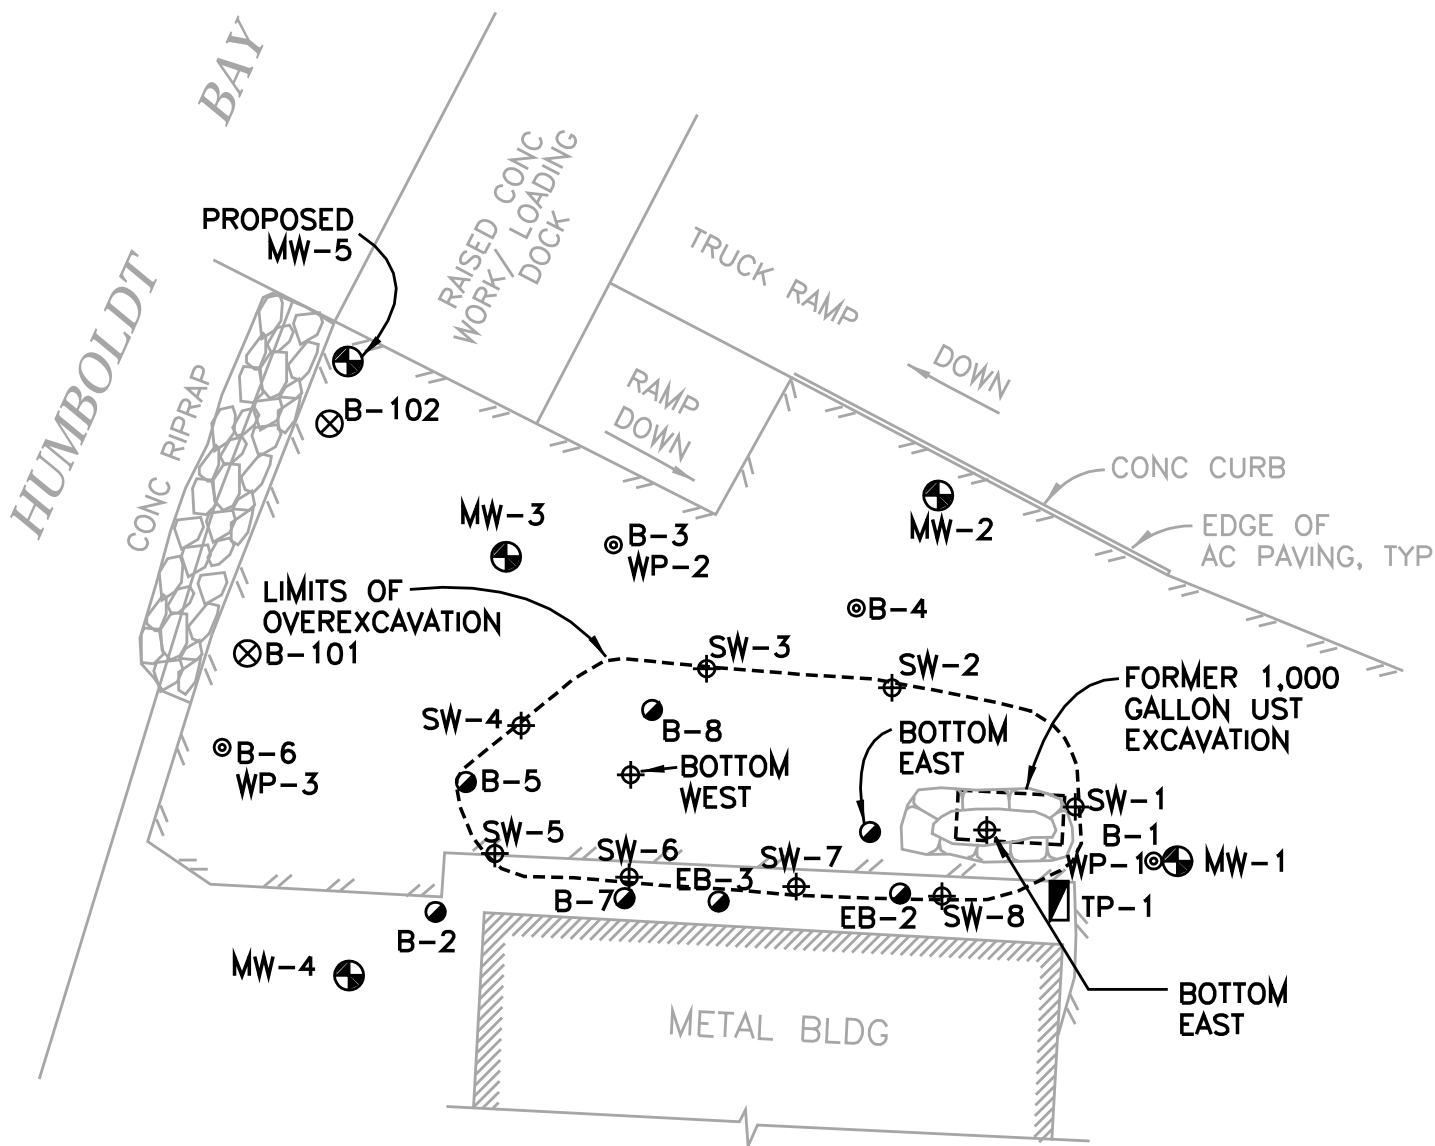 HUMBOLDT BAY
PROPOSED
MW-5
RAISED CONC
WORK/ LOADING
DOCK
TRUCK RAMP
DOWN
RAMP
DOWN
CONC RIPRAP
B-102
CONC CURB
EDGE OF
AC PAVING, TYP
MW-3
B-3
WP-2
MW-2
LIMITS OF
OVEREXCAVATION
B-4
B-101
SW-3
SW-2
FORMER 1,000
GALLON UST
EXCAVATION
SW-4
B-8
BOTTOM
EAST
B-6
WP-3
B-5
BOTTOM
WEST
SW-1
SW-5
SW-6
SW-7
B-1
WP-1
MW-1
EB-3
B-7
EB-2
SW-8
TP-1
B-2
MW-4
BOTTOM
EAST
METAL BLDG